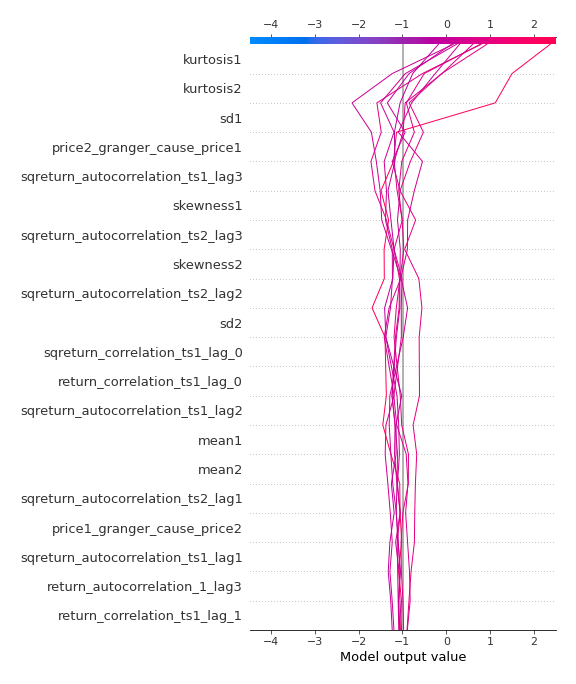 −4 −3 −2 −1 0 1 2
kurtosis1
kurtosis2
sd1
price2_granger_cause_price1
sqreturn_autocorrelation_ts1_lag3
skewness1
sqreturn_autocorrelation_ts2_lag3
skewness2
sqreturn_autocorrelation_ts2_lag2
sd2
sqreturn_correlation_ts1_lag_0
return_correlation_ts1_lag_0
sqreturn_autocorrelation_ts1_lag2
mean1
mean2
sqreturn_autocorrelation_ts2_lag1
price1_granger_cause_price2
sqreturn_autocorrelation_ts1_lag1
return_autocorrelation_1_lag3
return_correlation_ts1_lag_1
−4 −3 −2 −1 0 1 2
Model output value